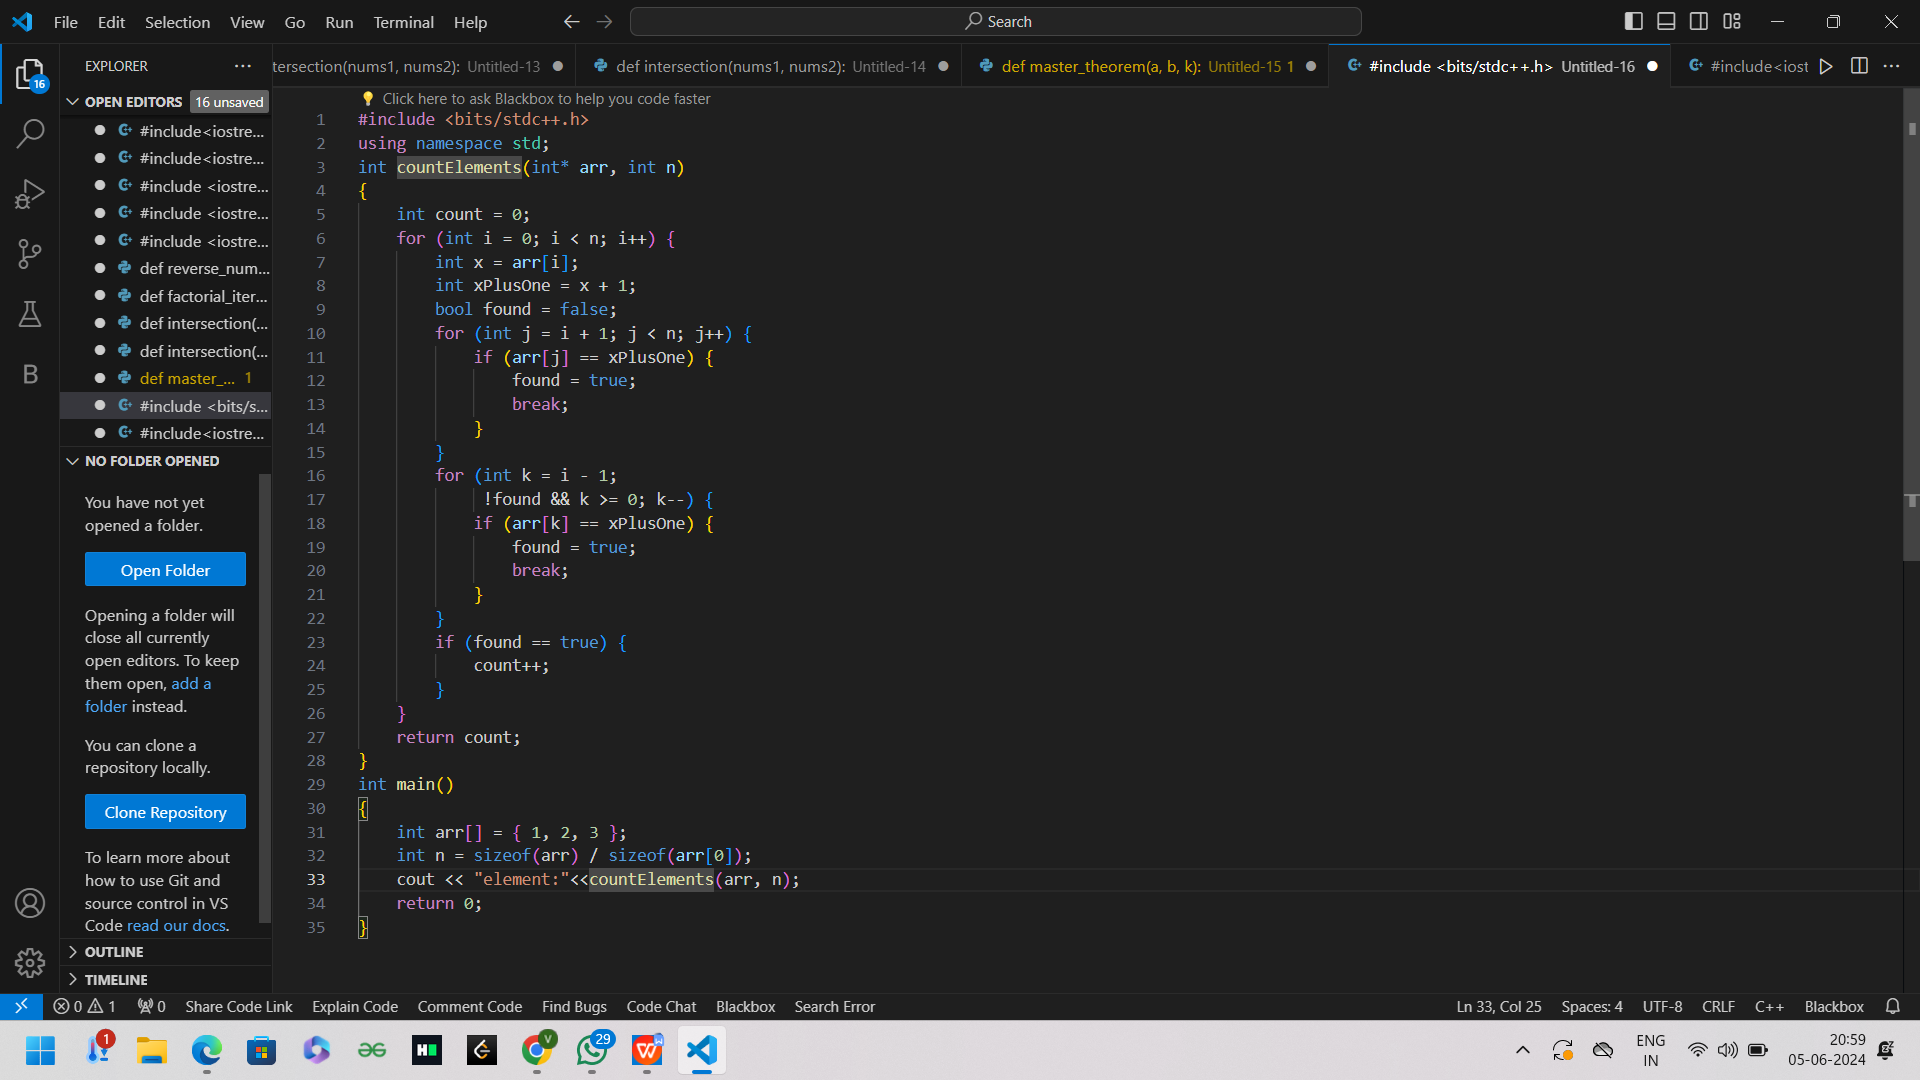 File Edit Selection View Go Run Terminal Help
Search
EXPLORER
OPEN EDITORS 16 unsaved
16
#include<iostre...
#include<iostre...
#include <iostre...
#include <iostre...
#include <iostre...
def reverse_num...
def factorial_iter...
def intersection(...
def intersection(...
def master_... 1
#include <bits/s...
#include<iostre...
NO FOLDER OPENED
You have not yet
opened a folder.
Open Folder
Opening a folder will
close all currently
open editors. To keep
them open, add a
folder instead.
You can clone a
repository locally.
Clone Repository
To learn more about
how to use Git and
source control in VS
Code read our docs.
OUTLINE
TIMELINE
tersection(nums1, nums2): Untitled-13
def intersection(nums1, nums2): Untitled-14
def master_theorem(a, b, k): Untitled-15 1
#include <bits/stdc++.h> Untitled-16
#include<iost
Click here to ask Blackbox to help you code faster
1 #include <bits/stdc++.h>
2 using namespace std;
3 int countElements(int* arr, int n)
4 {
5     int count = 0;
6     for (int i = 0; i < n; i++) {
7         int x = arr[i];
8         int xPlusOne = x + 1;
9         bool found = false;
10         for (int j = i + 1; j < n; j++) {
11             if (arr[j] == xPlusOne) {
12                 found = true;
13                 break;
14             }
15         }
16         for (int k = i - 1;
17              !found && k >= 0; k--) {
18             if (arr[k] == xPlusOne) {
19                 found = true;
20                 break;
21             }
22         }
23         if (found == true) {
24             count++;
25         }
26     }
27     return count;
28 }
29 int main()
30 {
31     int arr[] = { 1, 2, 3 };
32     int n = sizeof(arr) / sizeof(arr[0]);
33     cout << "element:"<<countElements(arr, n);
34     return 0;
35 }
0 1 0 Share Code Link Explain Code Comment Code Find Bugs Code Chat Blackbox Search Error
Ln 33, Col 25 Spaces: 4 UTF-8 CRLF C++ Blackbox
1
V
29
W
ENG
IN
20:59
05-06-2024